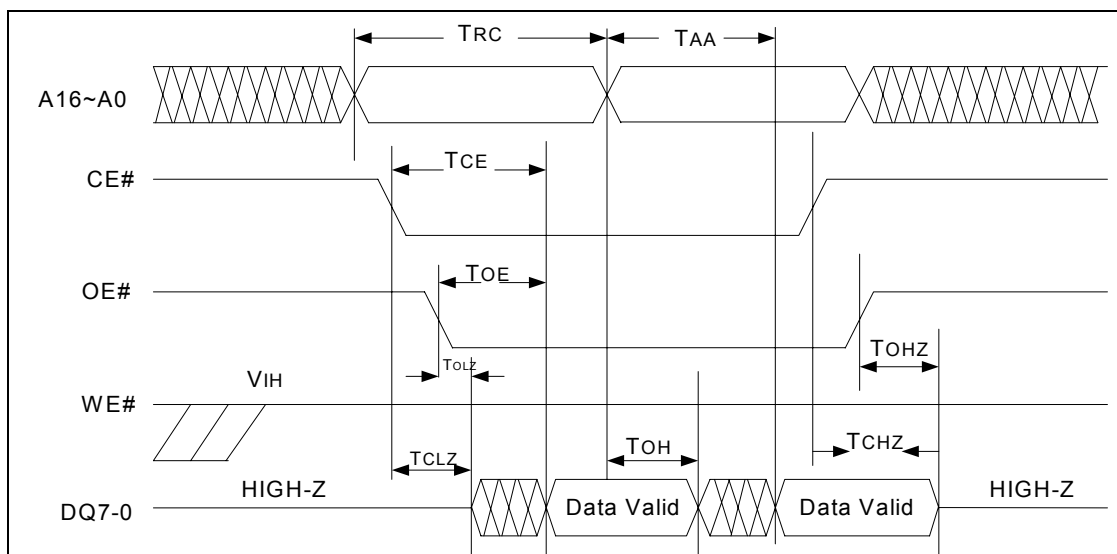 TRC TAA
A16~A0
TCE
CE#
TOE
OE#
TOLZ TOHZ
VIH
WE#
TCLZ TOH TCHZ
HIGH-Z Data Valid Data Valid HIGH-Z
DQ7-0